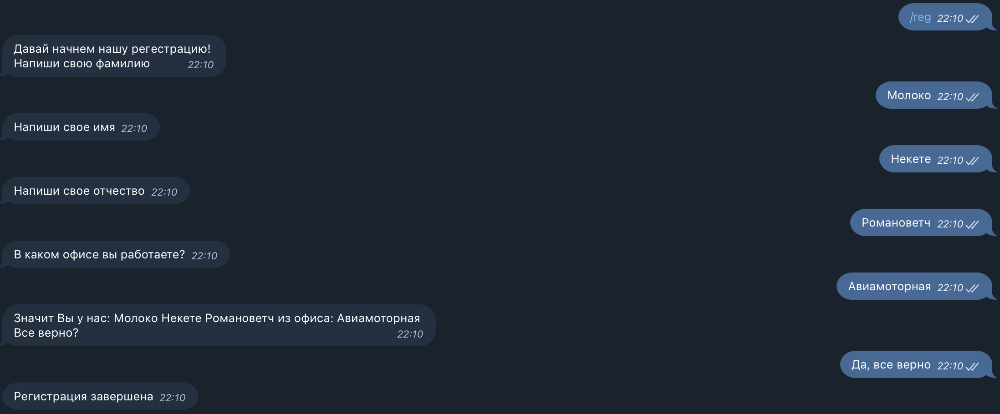 /reg 22:10
Давай начнем нашу регестрацию!
Напиши свою фамилию 22:10
Молоко 22:10
Напиши свое имя 22:10
Некете 22:10
Напиши свое отчество 22:10
Романоветч 22:10
В каком офисе вы работаете? 22:10
Авиамоторная 22:10
Значит Вы у нас: Молоко Некете Романоветч из офиса: Авиамоторная
Все верно? 22:10
Да, все верно 22:10
Регистрация завершена 22:10